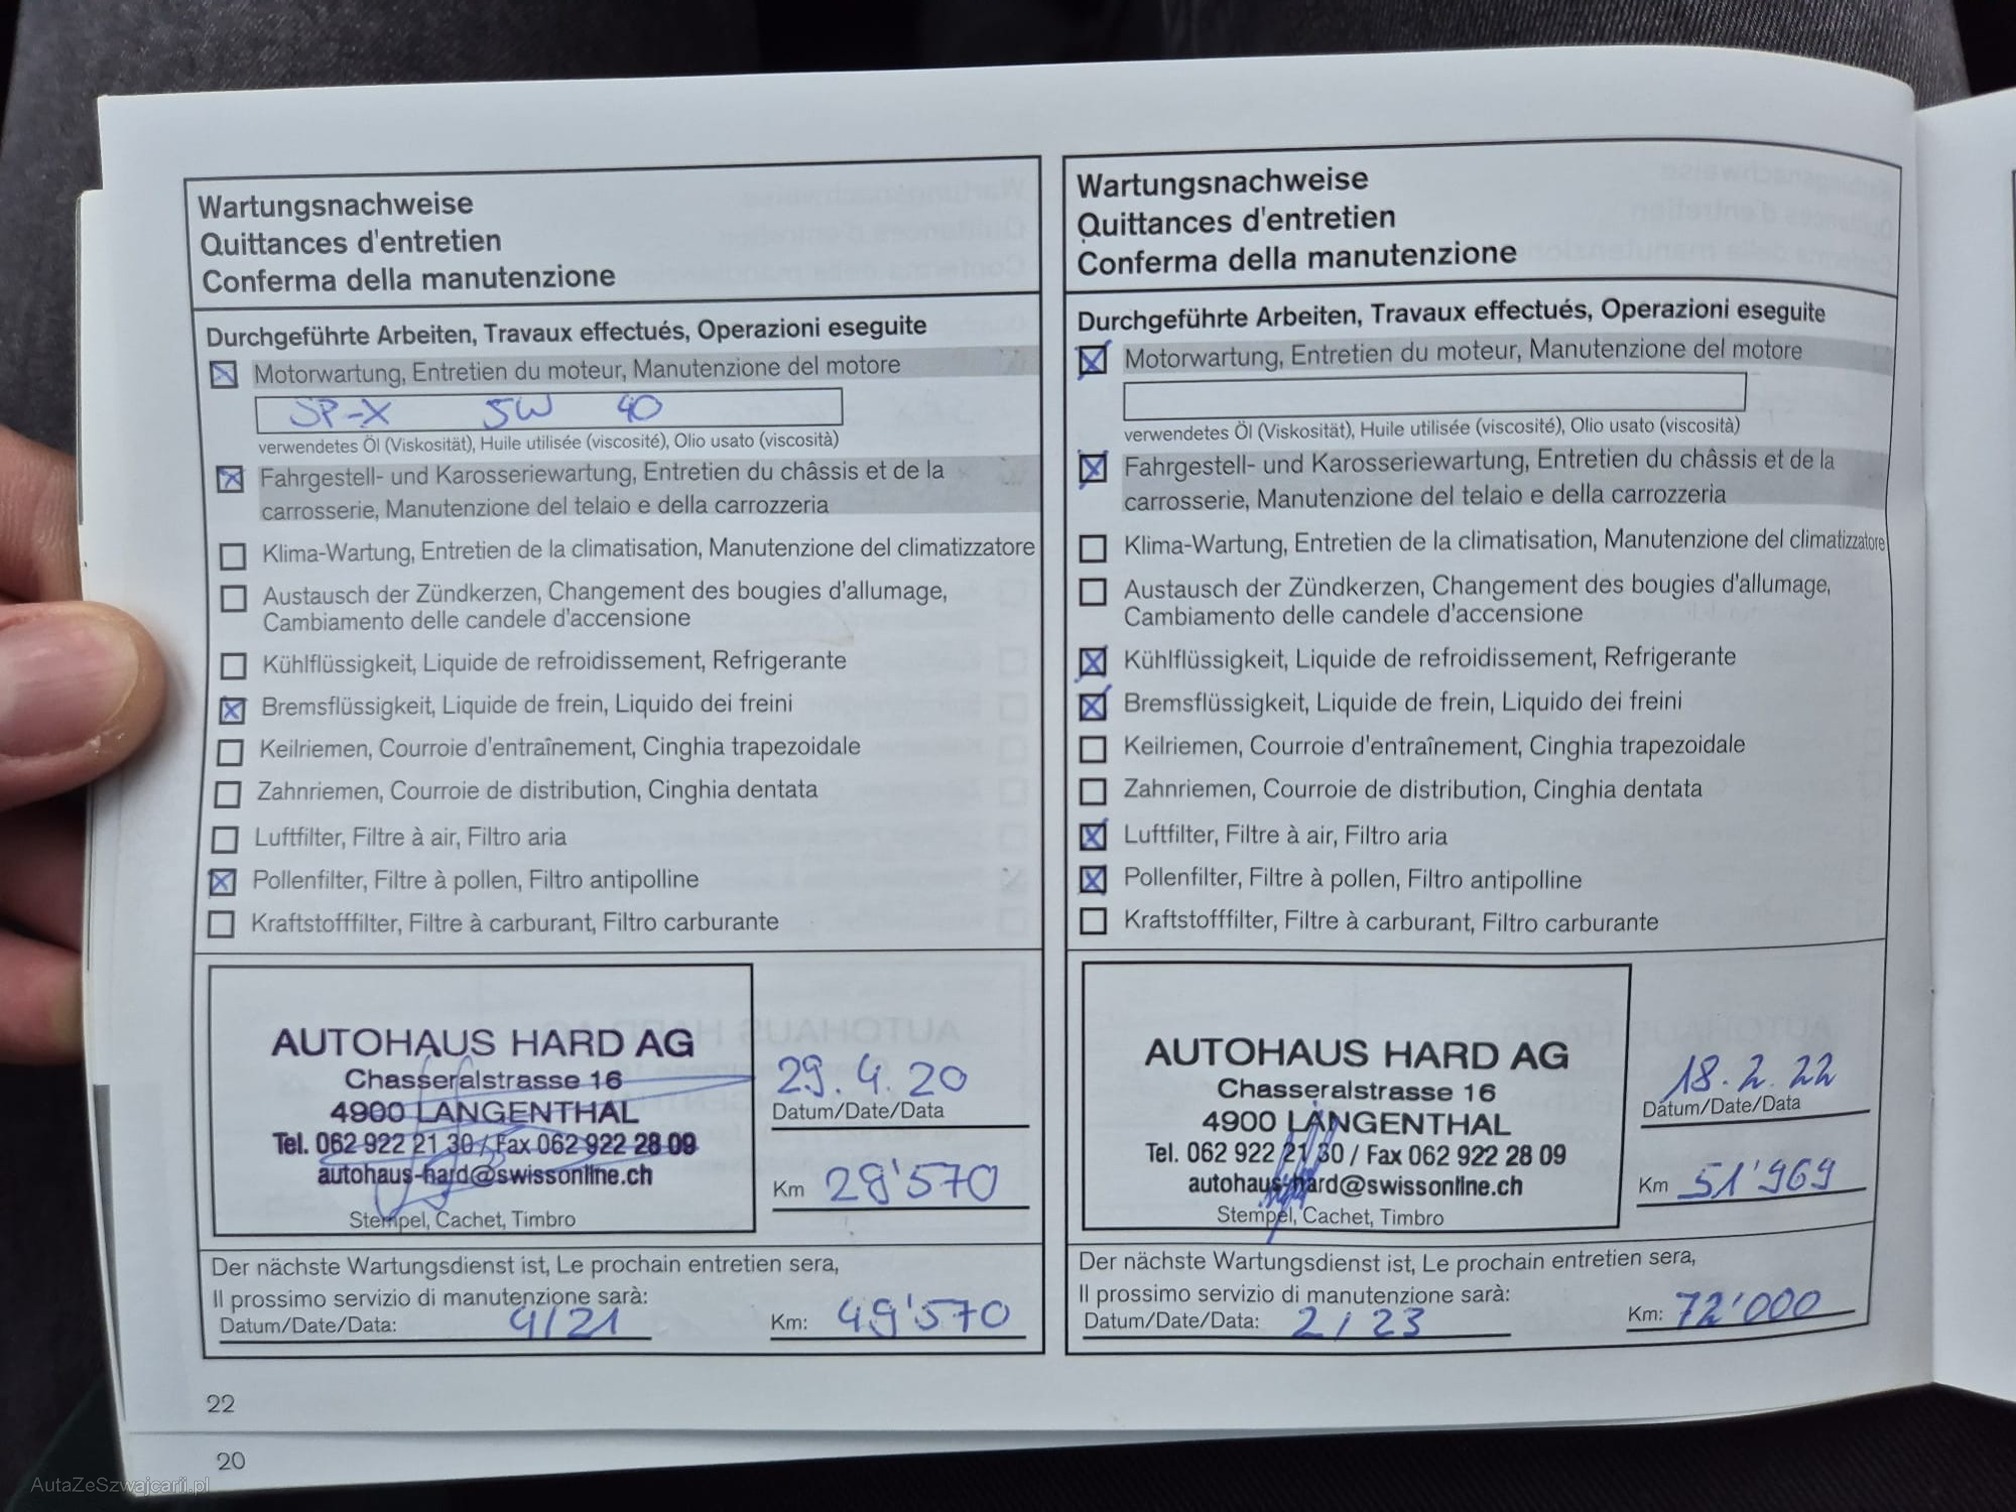 Wartungsnachweise
Quittances d'entretien
Conferma della manutenzione
Durchgeführte Arbeiten, Travaux effectués, Operazioni eseguite
Motorwartung, Entretien du moteur, Manutenzione del motore
SP-X 5W 40
verwendetes Öl (Viskosität), Huile utilisée (viscosité), Olio usato (viscosità)
Fahrgestell- und Karosseriewartung, Entretien du châssis et de la
carrosserie, Manutenzione del telaio e della carrozzeria
Klima-Wartung, Entretien de la climatisation, Manutenzione del climatizzatore
Austausch der Zündkerzen, Changement des bougies d'allumage,
Cambiamento delle candele d'accensione
Kühlflüssigkeit, Liquide de refroidissement, Refrigerante
Bremsflüssigkeit, Liquide de frein, Liquido dei freini
Keilriemen, Courroie d'entraînement, Cinghia trapezoidale
Zahnriemen, Courroie de distribution, Cinghia dentata
Luftfilter, Filtre à air, Filtro aria
Pollenfilter, Filtre à pollen, Filtro antipolline
Kraftstofffilter, Filtre à carburant, Filtro carburante
AUTOHAUS HARD AG
Chasseralstrasse 16
4900 LANGENTHAL
Tel. 062 922 21 30 / Fax 062 922 28 09
autohaus-hard@swissonline.ch
Stempel, Cachet, Timbro
29.4.20
Datum/Date/Data
Km 28'570
Der nächste Wartungsdienst ist, Le prochain entretien sera,
Il prossimo servizio di manutenzione sarà:
Datum/Date/Data: 4/21 Km: 49'570
22
20
Wartungsnachweise
Quittances d'entretien
Conferma della manutenzione
Durchgeführte Arbeiten, Travaux effectués, Operazioni eseguite
Motorwartung, Entretien du moteur, Manutenzione del motore
verwendetes Öl (Viskosität), Huile utilisée (viscosité), Olio usato (viscosità)
Fahrgestell- und Karosseriewartung, Entretien du châssis et de la
carrosserie, Manutenzione del telaio e della carrozzeria
Klima-Wartung, Entretien de la climatisation, Manutenzione del climatizzatore
Austausch der Zündkerzen, Changement des bougies d'allumage,
Cambiamento delle candele d'accensione
Kühlflüssigkeit, Liquide de refroidissement, Refrigerante
Bremsflüssigkeit, Liquide de frein, Liquido dei freini
Keilriemen, Courroie d'entraînement, Cinghia trapezoidale
Zahnriemen, Courroie de distribution, Cinghia dentata
Luftfilter, Filtre à air, Filtro aria
Pollenfilter, Filtre à pollen, Filtro antipolline
Kraftstofffilter, Filtre à carburant, Filtro carburante
AUTOHAUS HARD AG
Chasseralstrasse 16
4900 LANGENTHAL
Tel. 062 922 21 30 / Fax 062 922 28 09
autohaus-hard@swissonline.ch
Stempel, Cachet, Timbro
18.2.22
Datum/Date/Data
Km 51'969
Der nächste Wartungsdienst ist, Le prochain entretien sera,
Il prossimo servizio di manutenzione sarà:
Datum/Date/Data: 2/23 Km: 72'000
AutaZeSzwajcarii.pl